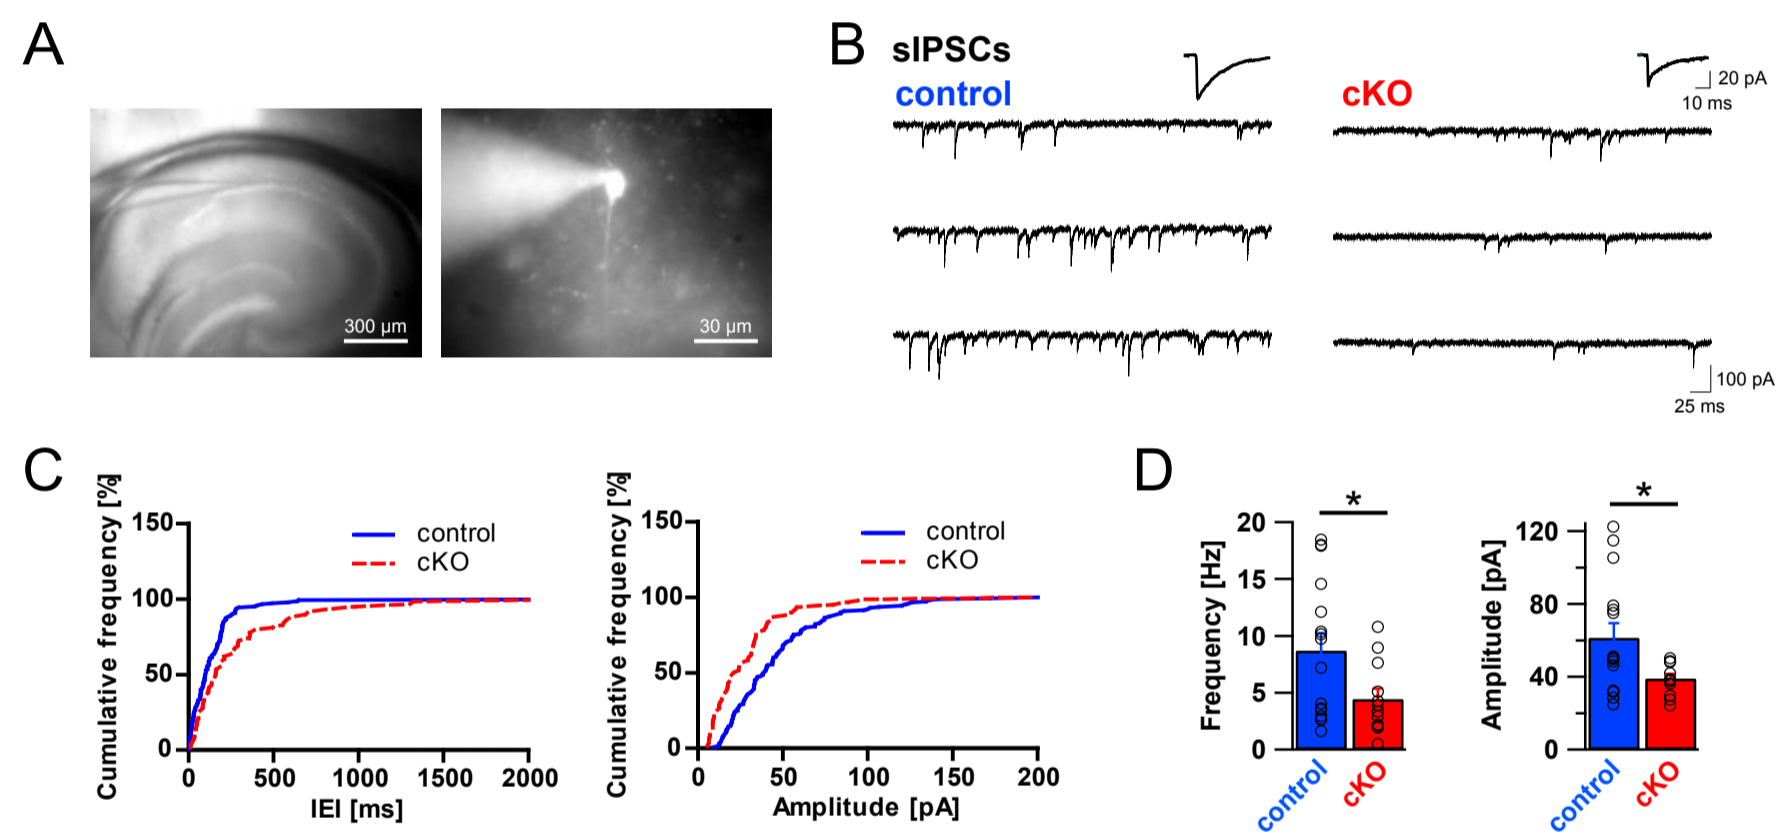 A
300 µm
30 µm
B
sIPSCs
control
cKO
20 pA
10 ms
100 pA
25 ms
C
Cumulative frequency [%]
150
100
50
0
control
cKO
0 500 1000 1500 2000
IEI [ms]
Cumulative frequency [%]
150
100
50
0
control
cKO
0 50 100 150 200
Amplitude [pA]
D
Frequency [Hz]
20
15
10
5
0
*
control
cKO
Amplitude [pA]
120
80
40
0
*
control
cKO